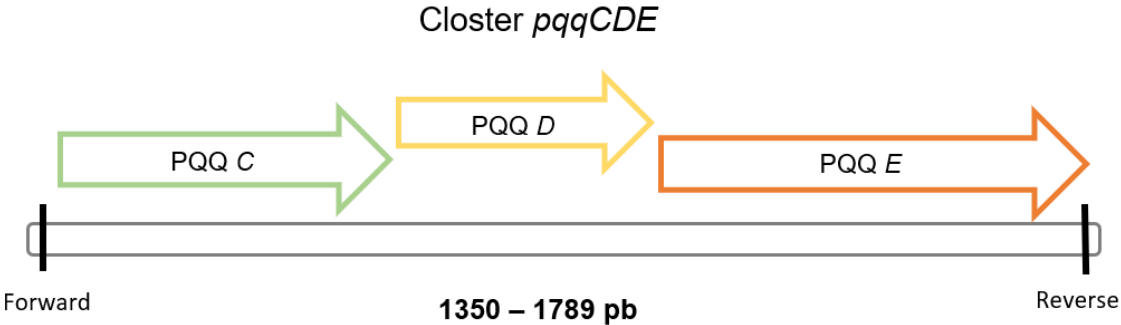 Closter pqqCDE
PQQ C
PQQ D
PQQ E
Forward
1350 – 1789 pb
Reverse